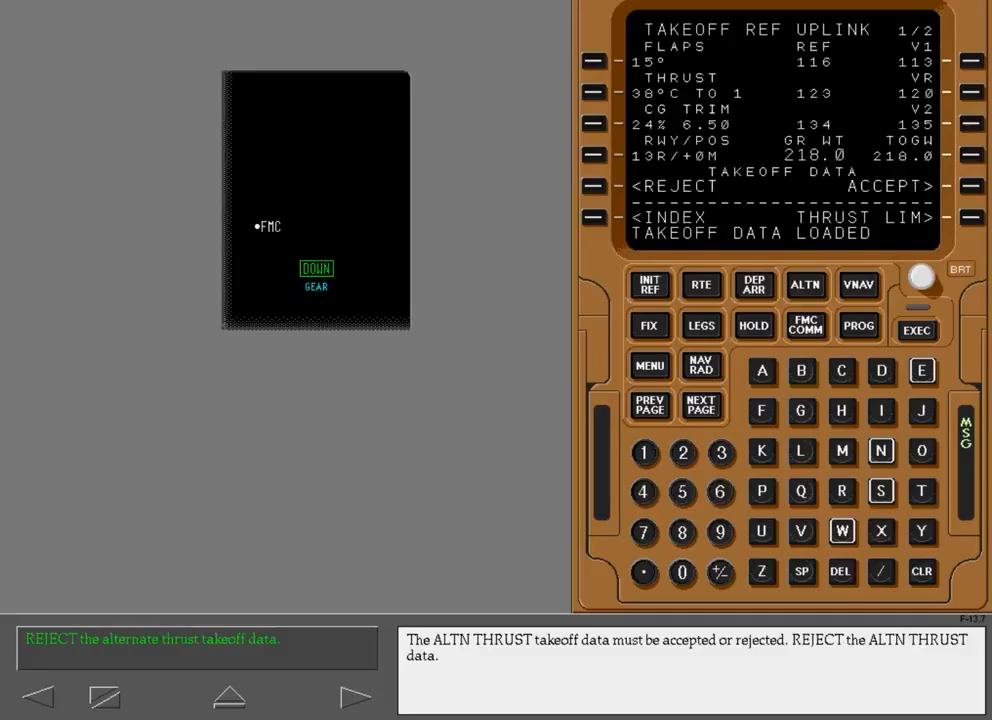 TAKEOFF REF UPLINK 1/2
FLAPS REF V1
15° 116 113
THRUST VR
38°C TO 1 123 120
CG TRIM V2
24% 6.50 134 135
RWY/POS GR WT TOGW
13R/+0M 218.0 218.0
TAKEOFF DATA
<REJECT ACCEPT>
<INDEX THRUST LIM>
TAKEOFF DATA LOADED
•FMC
DOWN
GEAR
BRT
INIT REF RTE DEP ARR ALTN VNAV
FIX LEGS HOLD FMC COMM PROG EXEC
MENU NAV RAD
PREV PAGE NEXT PAGE
A B C D E
F G H I J
K L M N O
P Q R S T
U V W X Y
Z SP DEL / CLR
1 2 3
4 5 6
7 8 9
. 0 +/-
MSG
F-13.7
REJECT the alternate thrust takeoff data.
The ALTN THRUST takeoff data must be accepted or rejected. REJECT the ALTN THRUST
data.